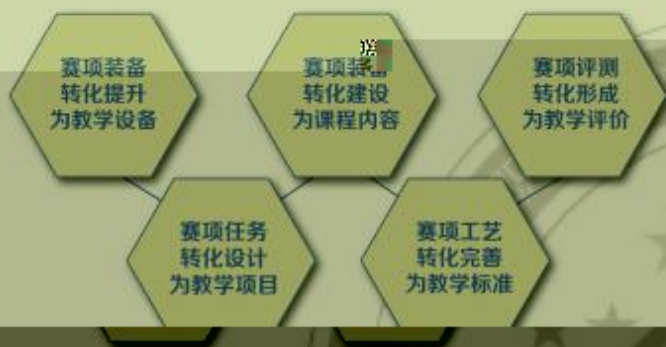 赛项装备
转化提升
为教学设备
赛项装备
转化建设
为课程内容
赛项评测
转化形成
为教学评价
赛项任务
转化设计
为教学项目
赛项工艺
转化完善
为教学标准